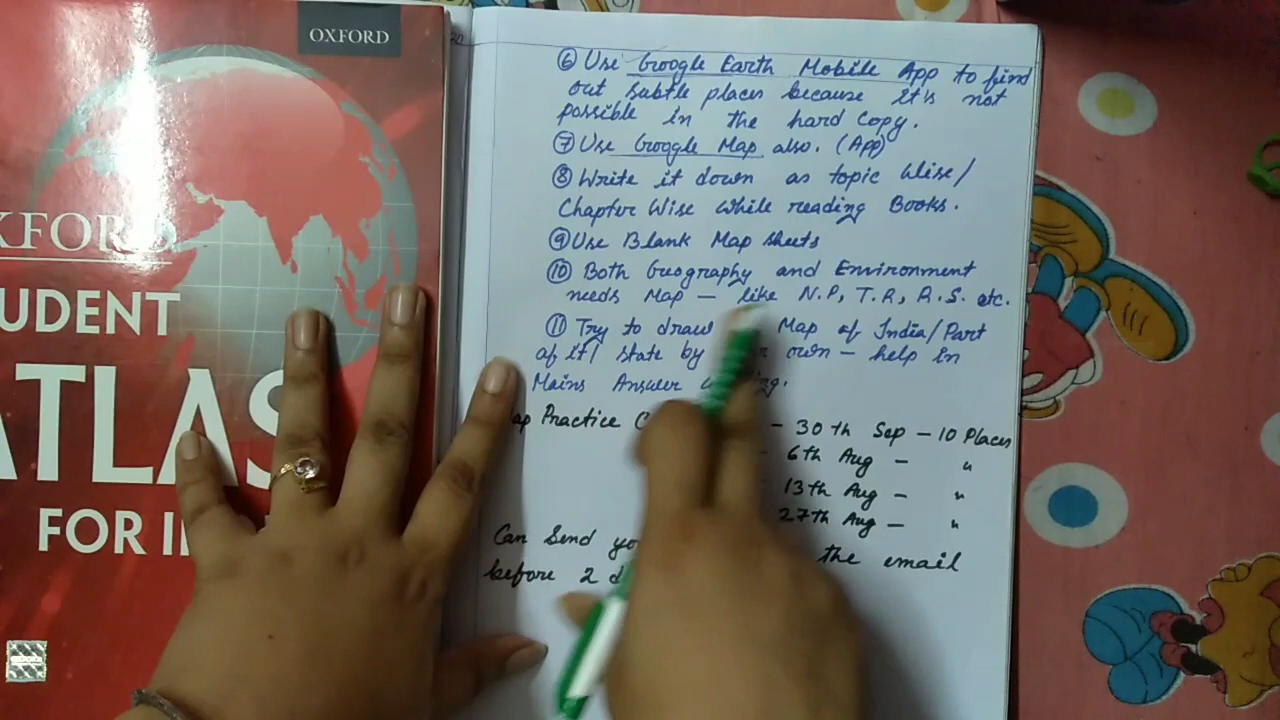 OXFORD
OXFORD
STUDENT
ATLAS
FOR
20
⑥ Use Google Earth Mobile App to find
out subtle places because it's not
possible in the hard copy.
⑦ Use Google Map also. (App)
⑧ Write it down as topic Wise/
Chapter Wise while reading Books.
⑨ Use Blank Map sheets
⑩ Both Geography and Environment
needs Map – like N.P, T.R, R.S. etc.
⑪ Try to draw Map of India/Part
of it/ state by own – help in
Mains Answer
Practice - 30th Sep – 10 Places
6th Aug – "
13th Aug – "
27th Aug – "
Can Send the email
before 2